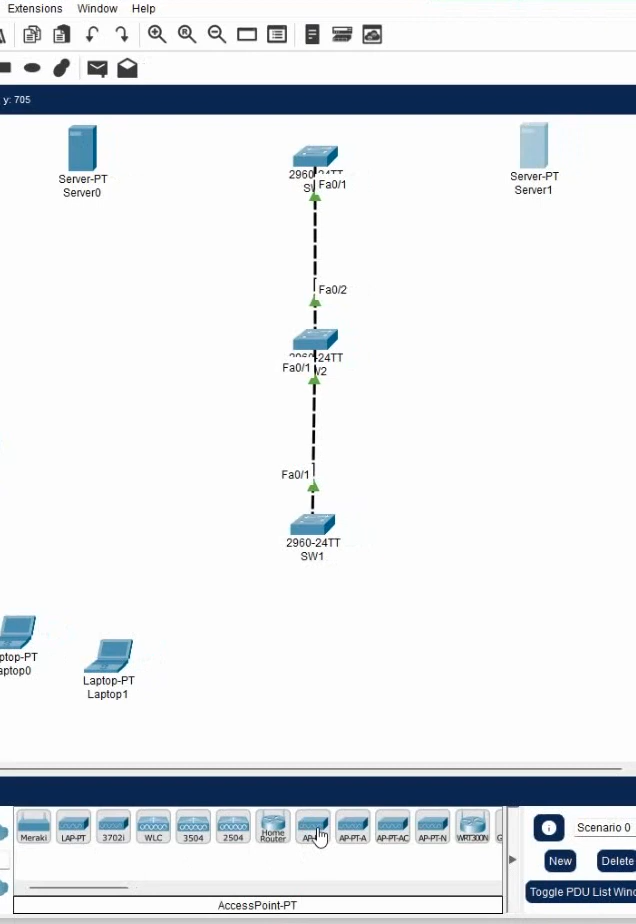 Extensions Window Help
y: 705
Server-PT
Server0
Fa0/1
Server-PT
Server1
Fa0/2
24TT
Fa0/1
Fa0/1
2960-24TT
SW1
ptop-PT
aptop0
Laptop-PT
Laptop1
Meraki LAP-PT 3702i WLC 3504 2504 Home Router AP-PT-A AP-PT-AC AP-PT-N WRT300N
Scenario 0
New Delete
Toggle PDU List Wind
AccessPoint-PT